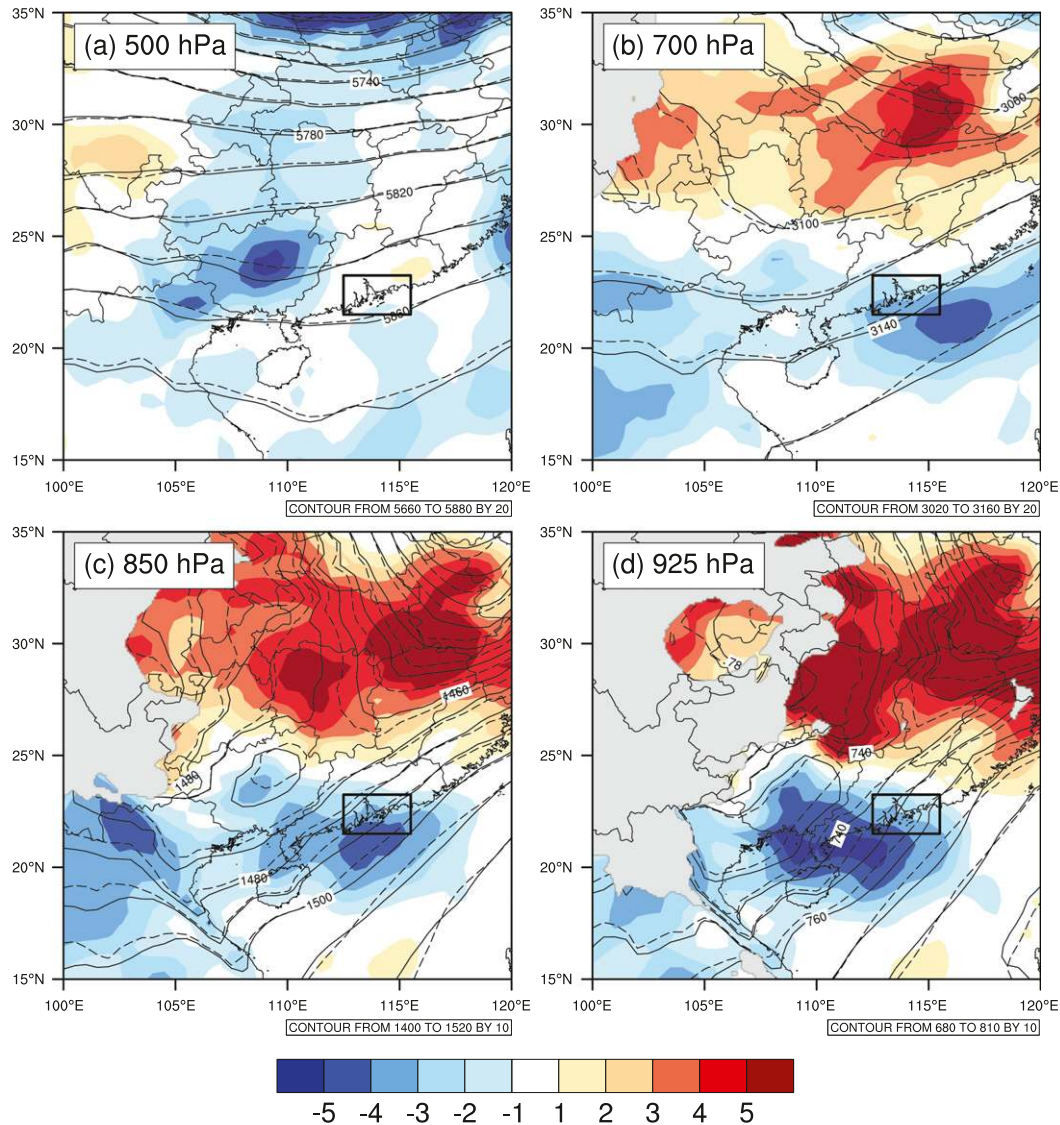 35°N
(a) 500 hPa
5740
30°N
5780
5820
25°N
5860
20°N
15°N
100°E 105°E 110°E 115°E 120°E
CONTOUR FROM 5660 TO 5880 BY 20
35°N
(b) 700 hPa
3060
30°N
3100
25°N
3140
20°N
15°N
100°E 105°E 110°E 115°E 120°E
CONTOUR FROM 3020 TO 3160 BY 20
35°N
(c) 850 hPa
30°N
1460
25°N
1480
20°N
1480
1500
15°N
100°E 105°E 110°E 115°E 120°E
CONTOUR FROM 1400 TO 1520 BY 10
35°N
(d) 925 hPa
30°N
78
25°N
740
740
20°N
760
15°N
100°E 105°E 110°E 115°E 120°E
CONTOUR FROM 680 TO 810 BY 10
-5 -4 -3 -2 -1 1 2 3 4 5